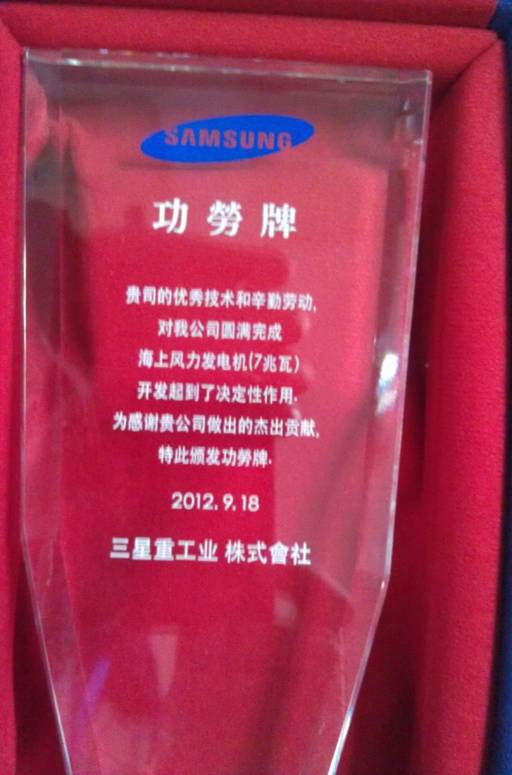 SAMSUNG
功勞牌
贵司的优秀技术和辛勤劳动,
对我公司圆满完成
海上风力发电机(7兆瓦)
开发起到了决定性作用.
为感谢贵公司做出的杰出贡献,
特此颁发功勞牌.
2012.9.18
三星重工业 株式會社